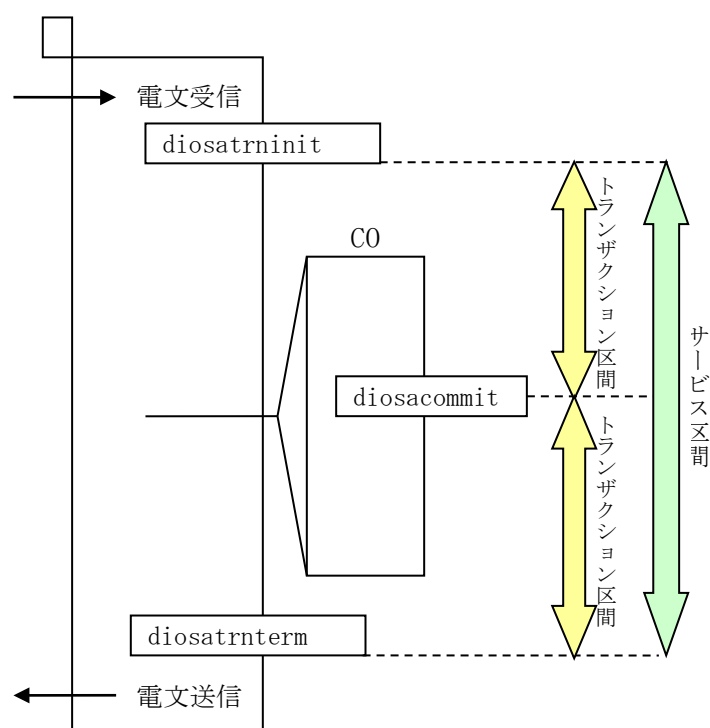 電文受信
diosatrninit
CO
トランザクション区間
サービス区間
diosacommit
トランザクション区間
diosatrnterm
電文送信